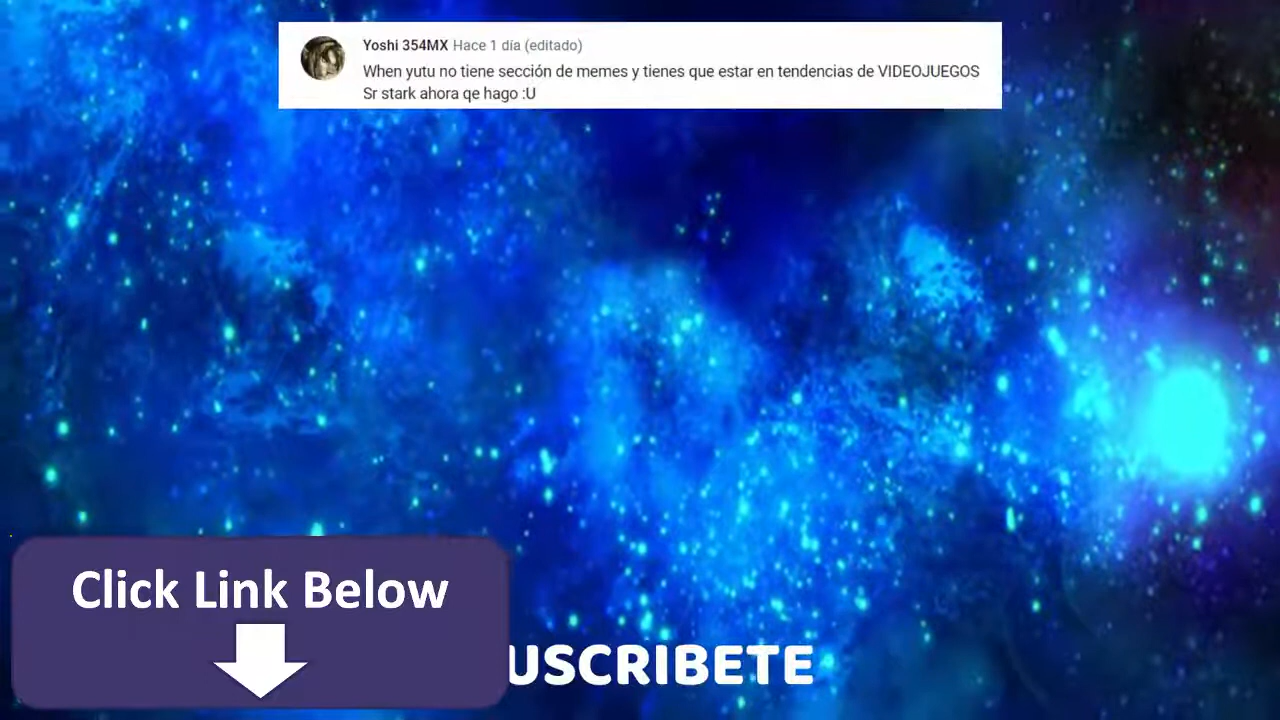 Yoshi 354MX Hace 1 día (editado)
When yutu no tiene sección de memes y tienes que estar en tendencias de VIDEOJUEGOS
Sr stark ahora qe hago :U
Click Link Below
USCRIBETE